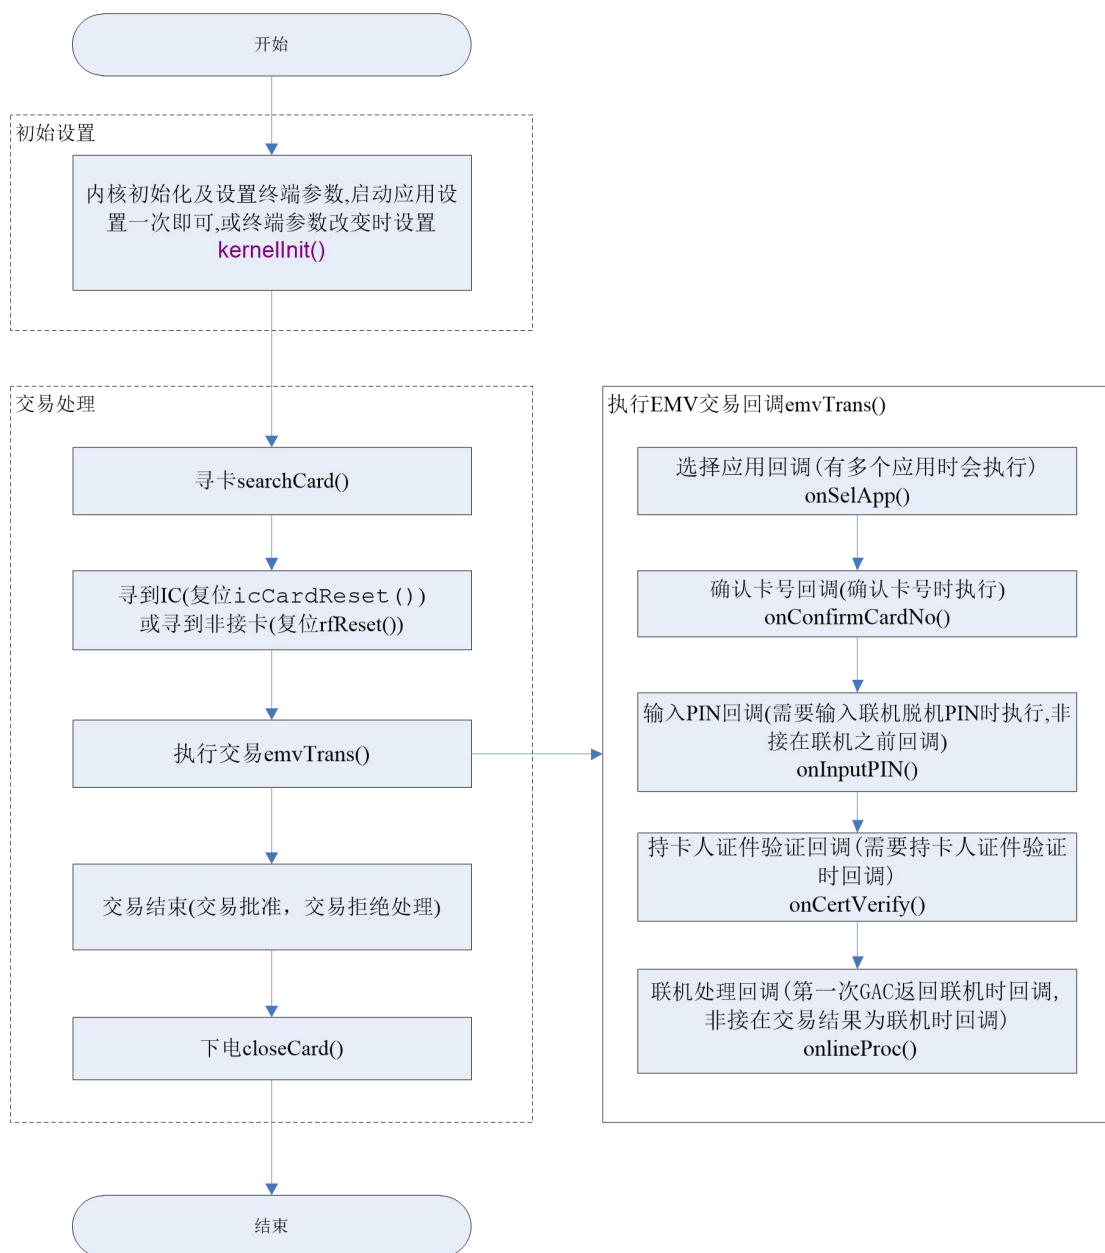 开始
初始设置
内核初始化及设置终端参数,启动应用设
置一次即可,或终端参数改变时设置
kernelInit()
交易处理
寻卡searchCard()
寻到IC(复位icCardReset())
或寻到非接卡(复位rfReset())
执行交易emvTrans()
交易结束(交易批准，交易拒绝处理)
下电closeCard()
结束
执行EMV交易回调emvTrans()
选择应用回调(有多个应用时会执行)
onSelApp()
确认卡号回调(确认卡号时执行)
onConfirmCardNo()
输入PIN回调(需要输入联机脱机PIN时执行,非
接在联机之前回调)
onInputPIN()
持卡人证件验证回调(需要持卡人证件验证
时回调)
onCertVerify()
联机处理回调(第一次GAC返回联机时回调,
非接在交易结果为联机时回调)
onlineProc()